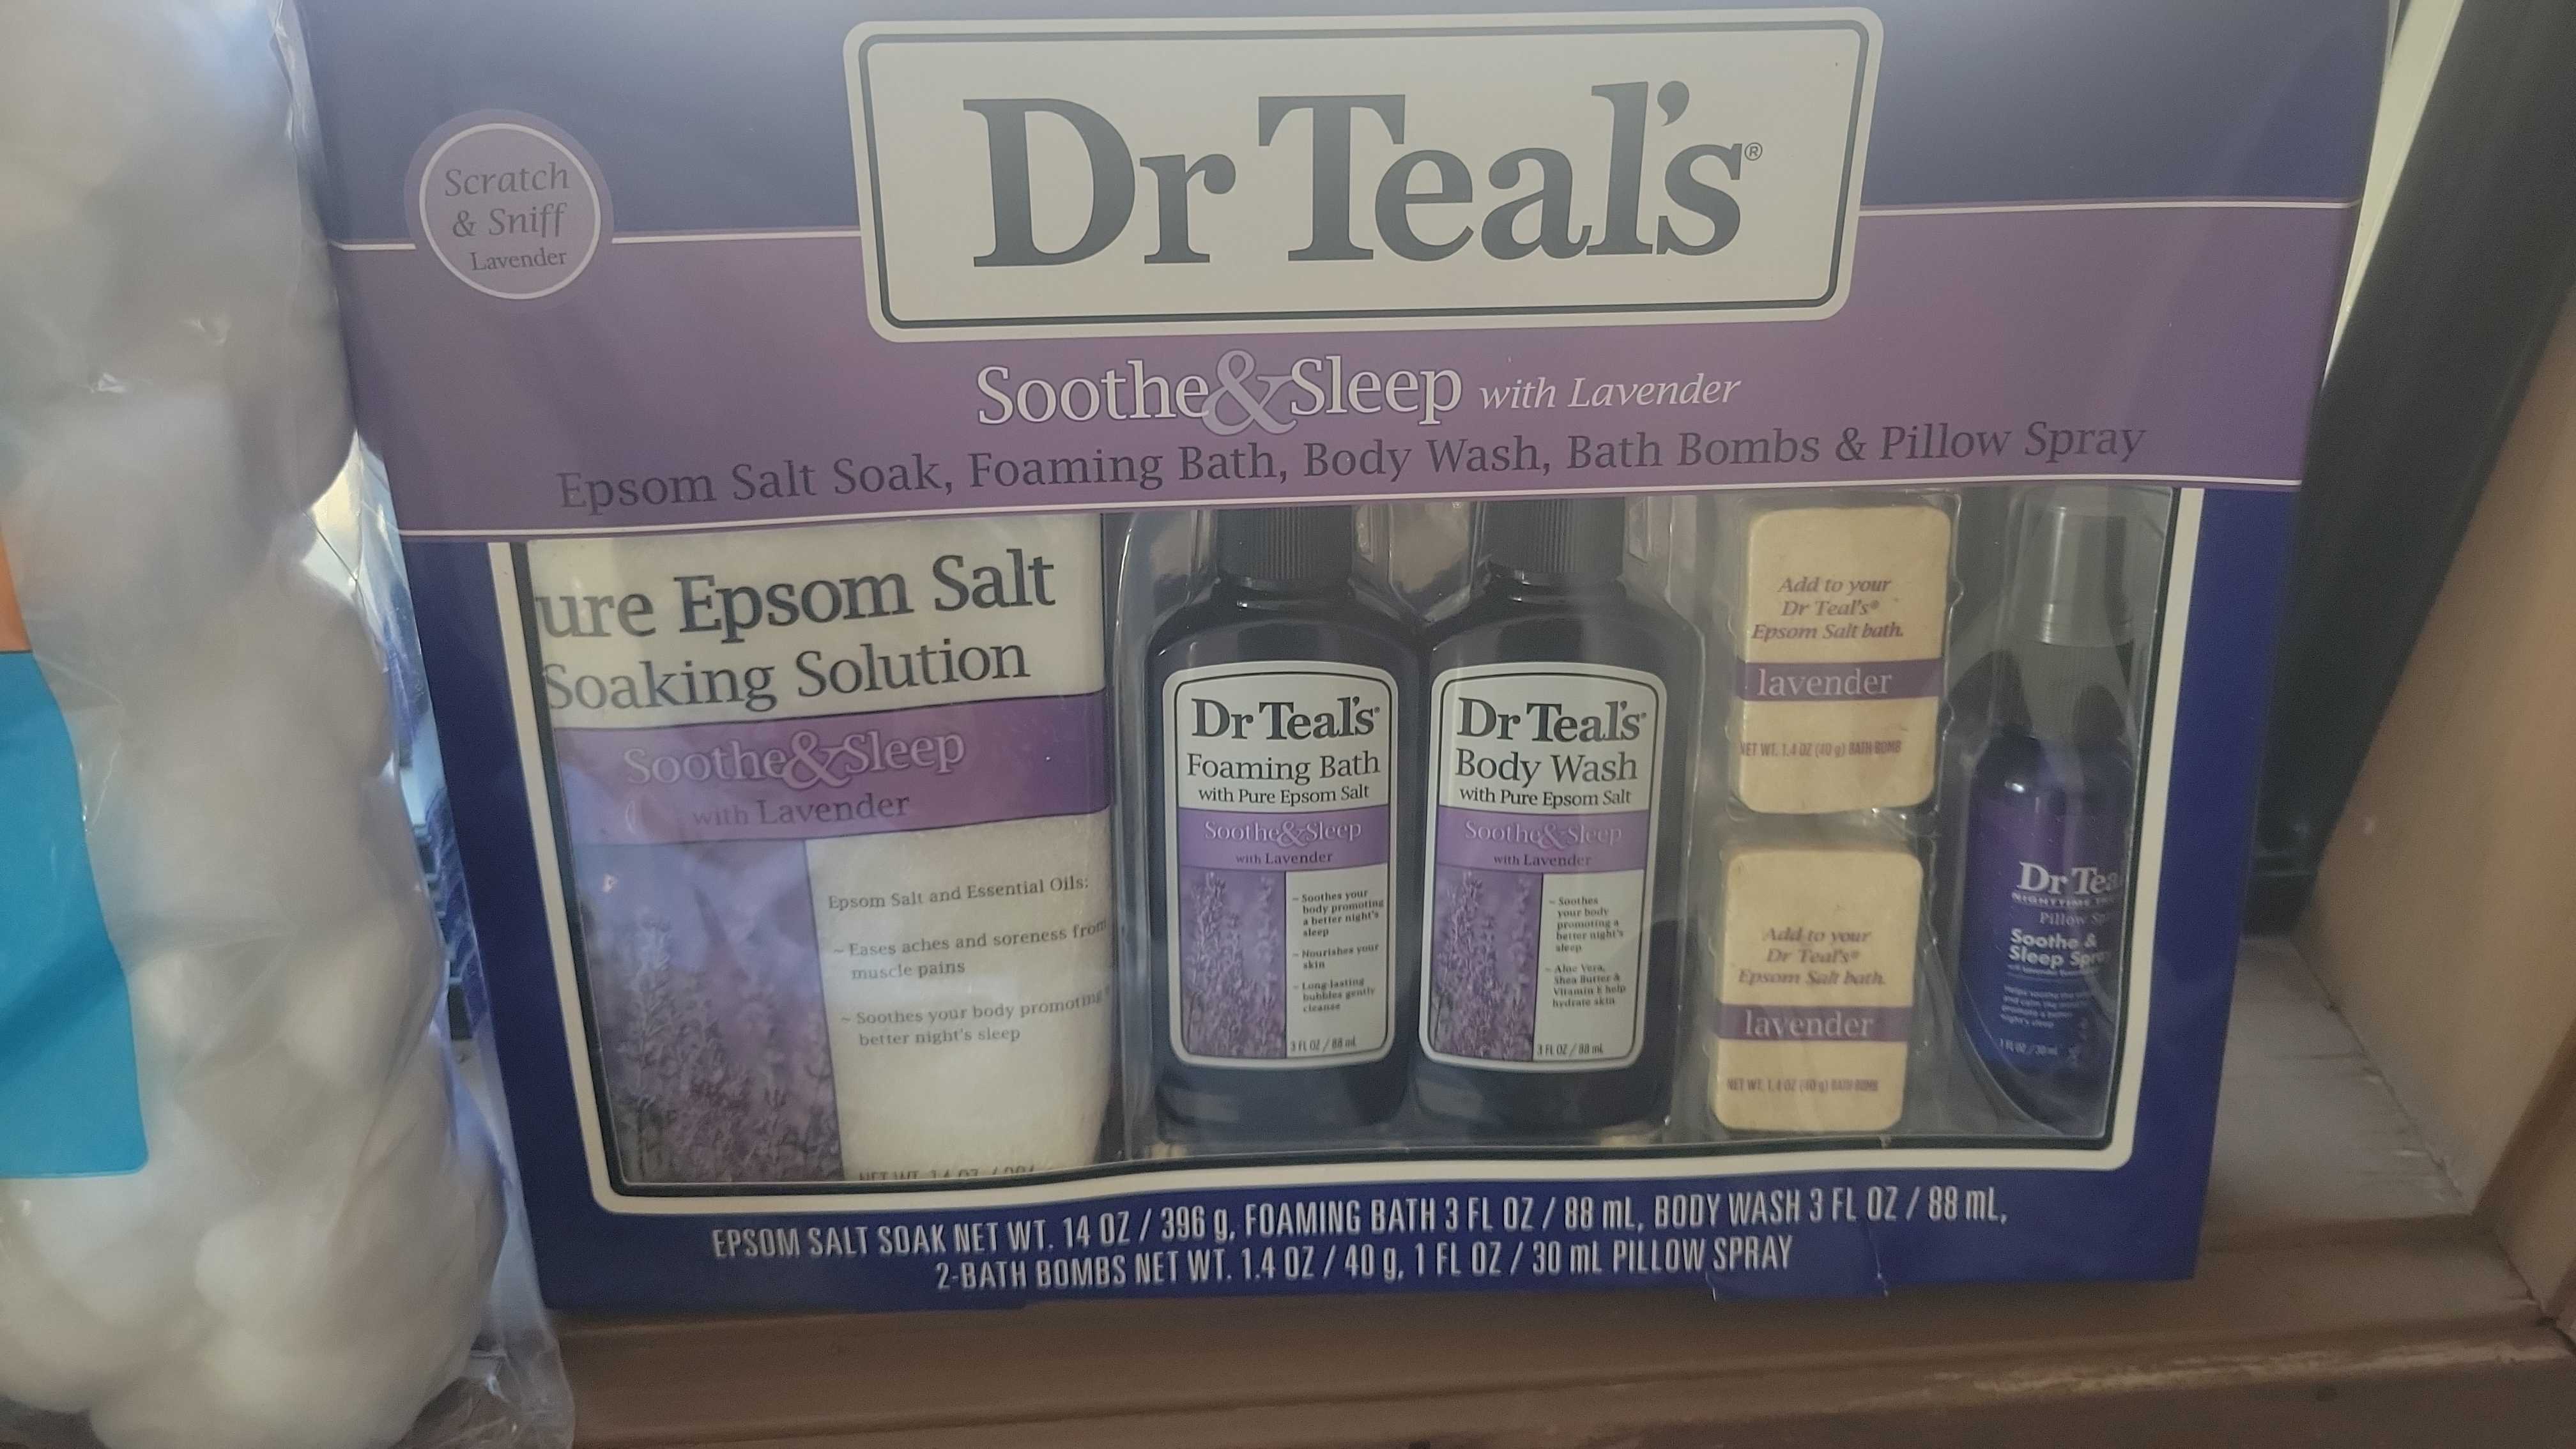 Scratch
& Sniff
Lavender
Dr Teal's®
Soothe & Sleep with Lavender
Epsom Salt Soak, Foaming Bath, Body Wash, Bath Bombs & Pillow Spray
ure Epsom Salt
Soaking Solution
Soothe & Sleep
with Lavender
Epsom Salt and Essential Oils:
~ Eases aches and soreness from
muscle pains
~ Soothes your body promoting
better night's sleep
Dr Teal's
Foaming Bath
with Pure Epsom Salt
Soothe & Sleep
with Lavender
~ Soothes your
body promoting
a better night's
sleep
~ Nourishes your
skin
~ Long-lasting
bubbles gently
cleanse
3 FL OZ / 88 mL
Dr Teal's
Body Wash
with Pure Epsom Salt
Soothe & Sleep
with Lavender
~ Soothes
your body
promoting a
better night's
sleep
~ Aloe Vera,
Shea Butter &
Vitamin E help
hydrate skin
3 FL OZ / 88 mL
Add to your
Dr Teal's®
Epsom Salt bath.
lavender
NET WT. 1.4 OZ (40 g) BATH BOMB
Add to your
Dr Teal's®
Epsom Salt bath.
lavender
NET WT. 1.4 OZ (40 g) BATH BOMB
Dr Tea
NIGHTTIME
Pillow Sp
Soothe &
Sleep Spray
1 FL OZ / 30 mL
EPSOM SALT SOAK NET WT. 14 OZ / 396 g, FOAMING BATH 3 FL OZ / 88 mL, BODY WASH 3 FL OZ / 88 mL,
2-BATH BOMBS NET WT. 1.4 OZ / 40 g, 1 FL OZ / 30 mL PILLOW SPRAY